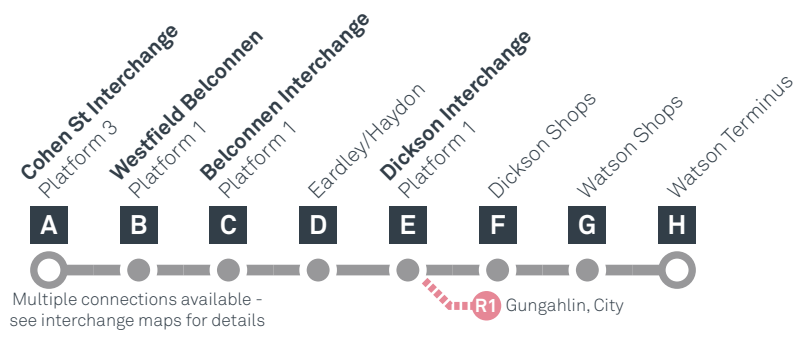 Cohen St Interchange
Platform 3
Westfield Belconnen
Platform 1
Belconnen Interchange
Platform 1
Eardley/Haydon
Dickson Interchange
Platform 1
Dickson Shops
Watson Shops
Watson Terminus
A B C D E F G H
Multiple connections available -
see interchange maps for details
R1 Gungahlin, City